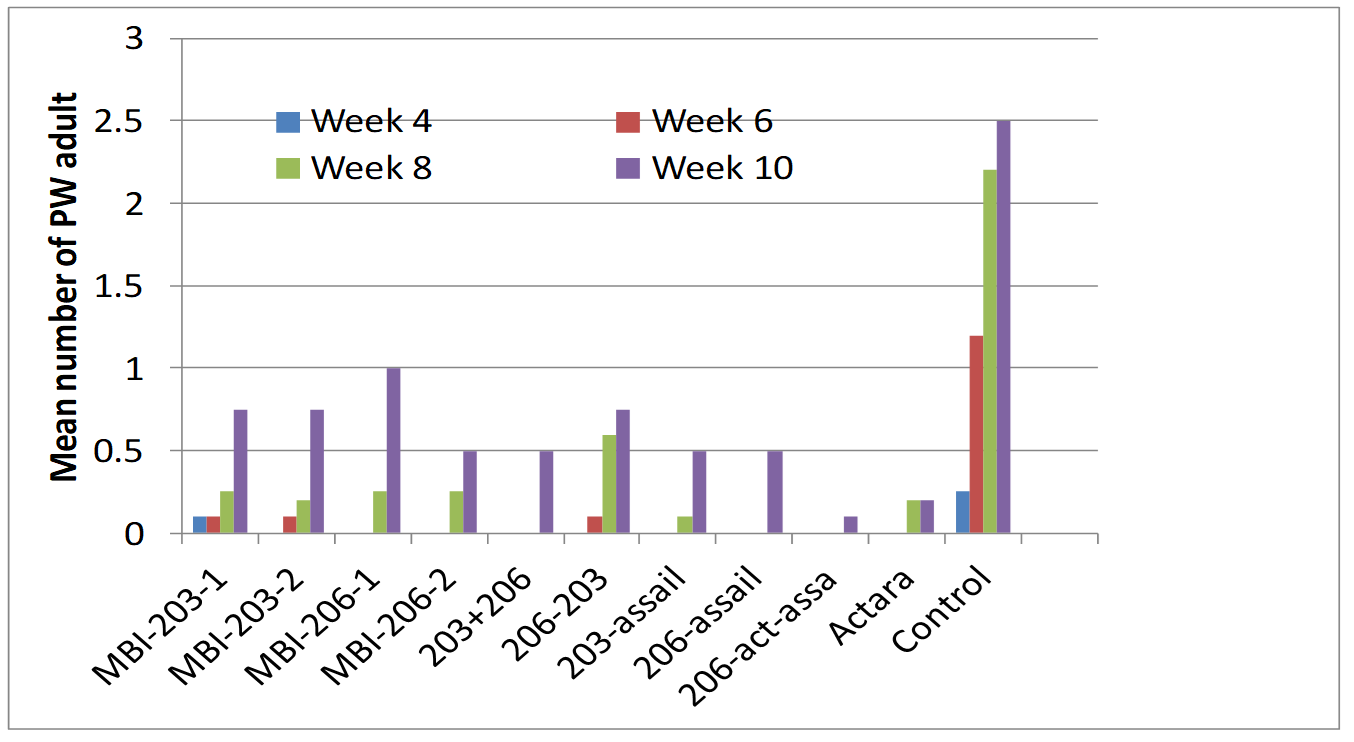 Mean number of PW adult
3
2.5
2
1.5
1
0.5
0
Week 4
Week 6
Week 8
Week 10
MBI-203-1
MBI-203-2
MBI-206-1
MBI-206-2
203+206
206-203
203-assail
206-assail
206-act-assa
Actara
Control